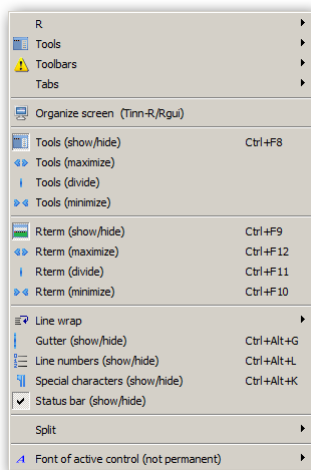 R
Tools
Toolbars
Tabs
Organize screen (Tinn-R/Rgui)
Tools (show/hide) Ctrl+F8
Tools (maximize)
Tools (divide)
Tools (minimize)
Rterm (show/hide) Ctrl+F9
Rterm (maximize) Ctrl+F12
Rterm (divide) Ctrl+F11
Rterm (minimize) Ctrl+F10
Line wrap
Gutter (show/hide) Ctrl+Alt+G
Line numbers (show/hide) Ctrl+Alt+L
Special characters (show/hide) Ctrl+Alt+K
Status bar (show/hide)
Split
Font of active control (not permanent)